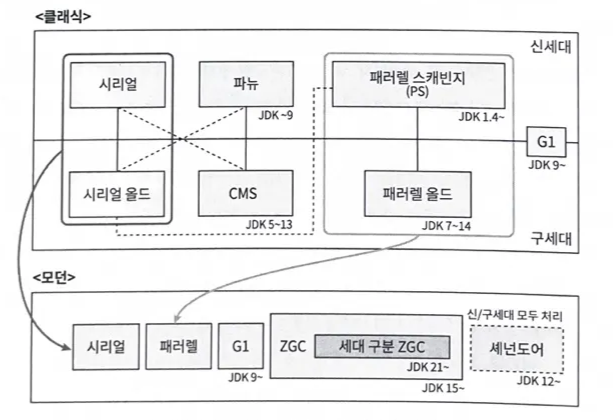 <클래식>
신세대
시리얼
파뉴
JDK ~9
패러렐 스캐빈지
(PS)
JDK 1.4~
G1
JDK 9~
시리얼 올드
CMS
JDK 5~13
패러렐 올드
JDK 7~14
구세대
<모던>
시리얼
패러렐
G1
JDK 9~
ZGC
세대 구분 ZGC
JDK 21~
JDK 15~
신/구세대 모두 처리
셰넌도어
JDK 12~